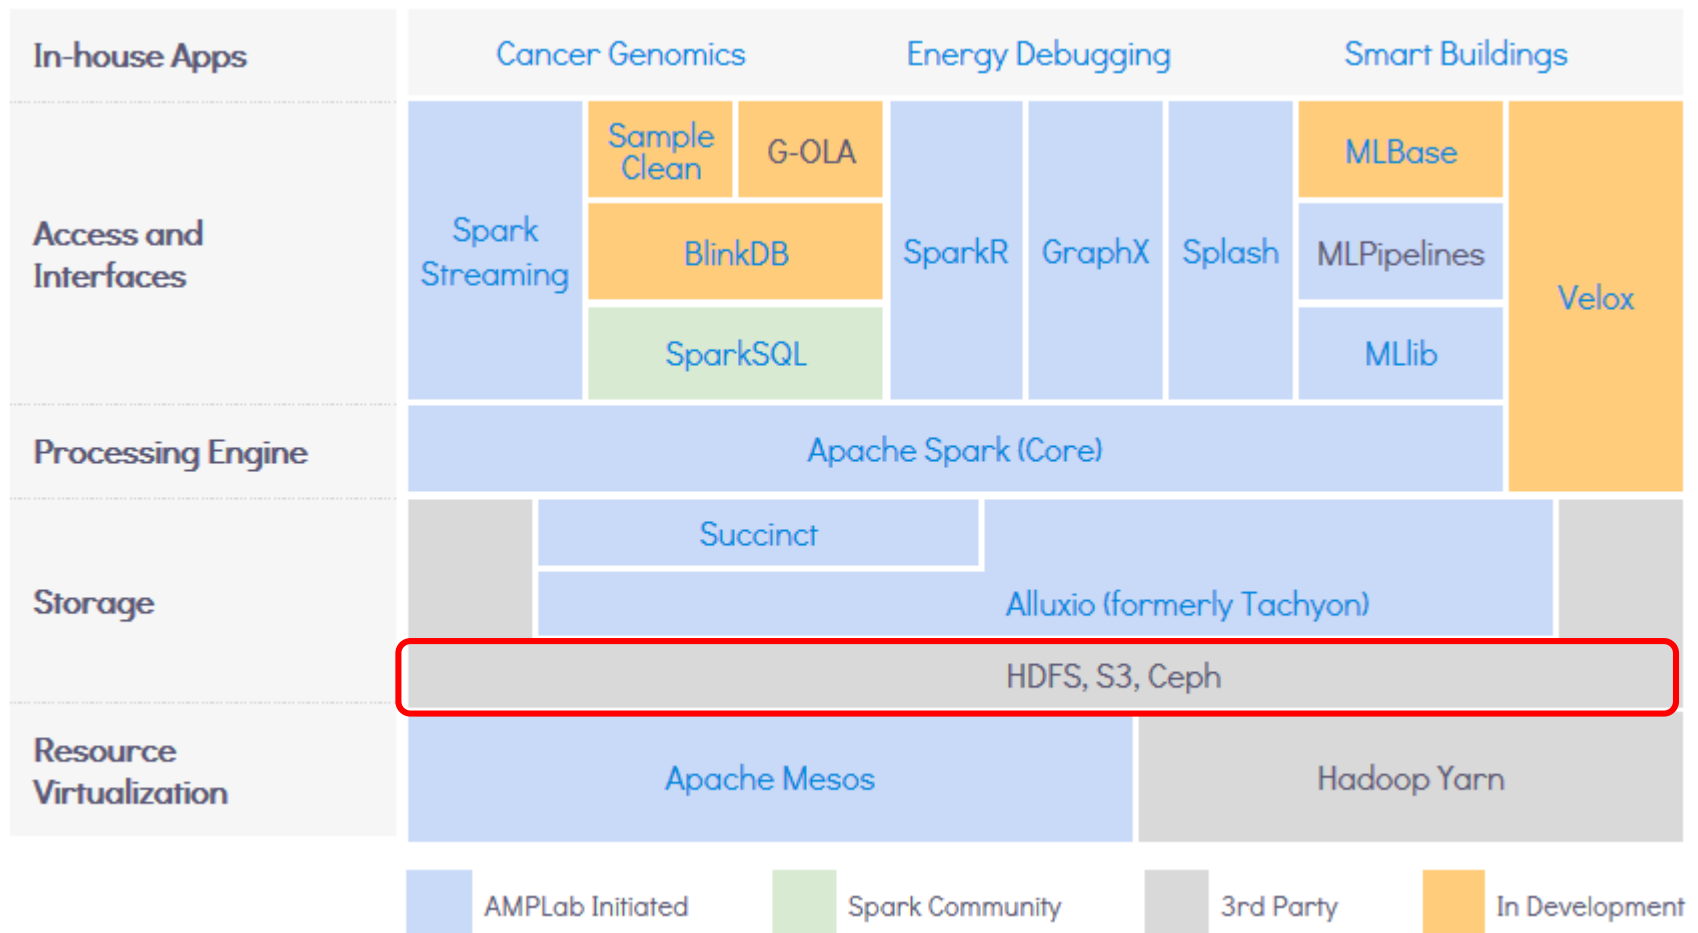 In-house Apps
Cancer Genomics
Energy Debugging
Smart Buildings
Access and
Interfaces
Spark
Streaming
Sample
Clean
G-OLA
BlinkDB
SparkSQL
SparkR
GraphX
Splash
MLBase
MLPipelines
MLlib
Velox
Processing Engine
Apache Spark (Core)
Storage
Succinct
Alluxio (formerly Tachyon)
HDFS, S3, Ceph
Resource
Virtualization
Apache Mesos
Hadoop Yarn
AMPLab Initiated
Spark Community
3rd Party
In Development